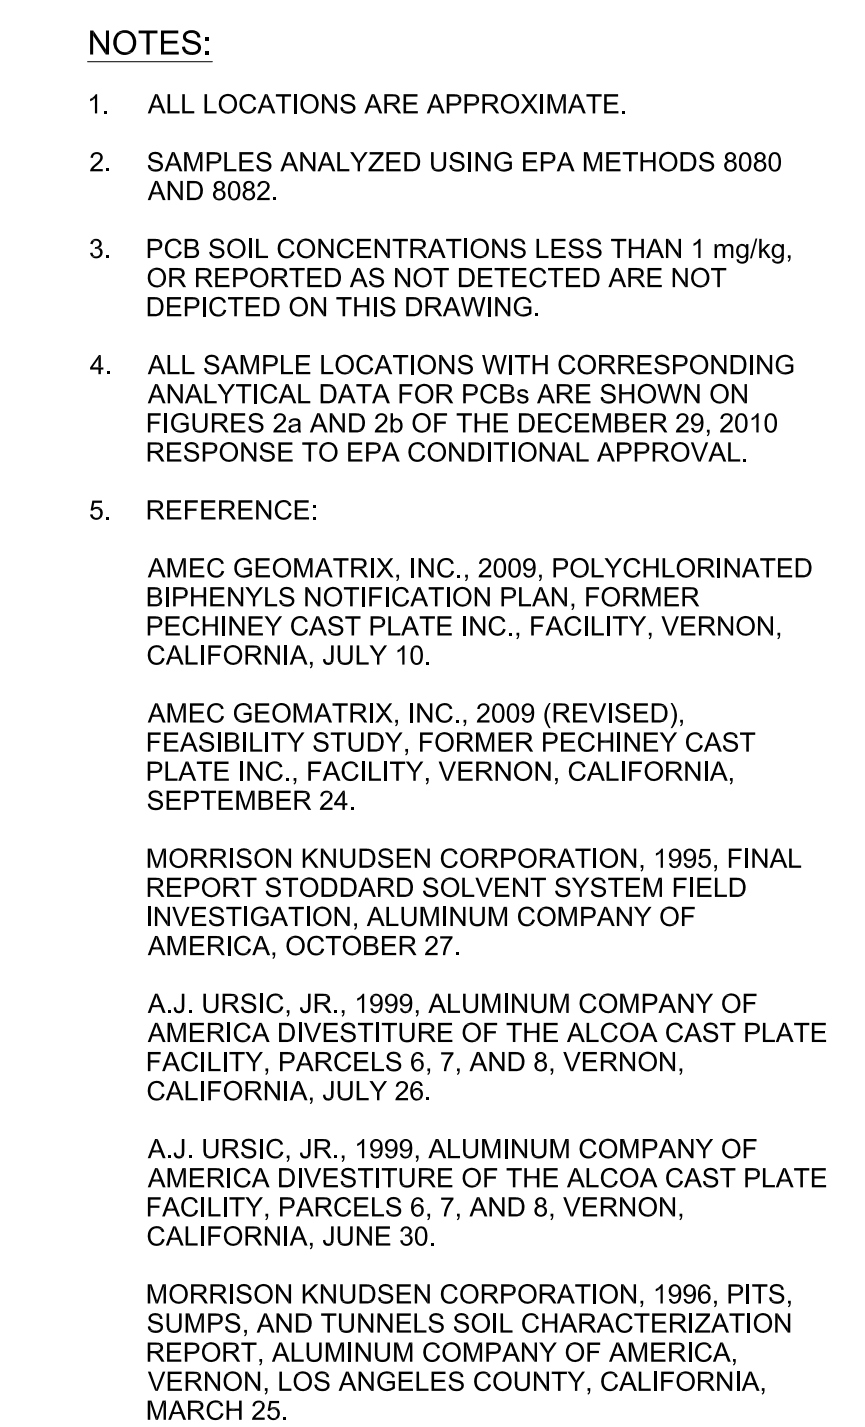 NOTES:
1. ALL LOCATIONS ARE APPROXIMATE.
2. SAMPLES ANALYZED USING EPA METHODS 8080
AND 8082.
3. PCB SOIL CONCENTRATIONS LESS THAN 1 mg/kg,
OR REPORTED AS NOT DETECTED ARE NOT
DEPICTED ON THIS DRAWING.
4. ALL SAMPLE LOCATIONS WITH CORRESPONDING
ANALYTICAL DATA FOR PCBs ARE SHOWN ON
FIGURES 2a AND 2b OF THE DECEMBER 29, 2010
RESPONSE TO EPA CONDITIONAL APPROVAL.
5. REFERENCE:
AMEC GEOMATRIX, INC., 2009, POLYCHLORINATED
BIPHENYLS NOTIFICATION PLAN, FORMER
PECHINEY CAST PLATE INC., FACILITY, VERNON,
CALIFORNIA, JULY 10.
AMEC GEOMATRIX, INC., 2009 (REVISED),
FEASIBILITY STUDY, FORMER PECHINEY CAST
PLATE INC., FACILITY, VERNON, CALIFORNIA,
SEPTEMBER 24.
MORRISON KNUDSEN CORPORATION, 1995, FINAL
REPORT STODDARD SOLVENT SYSTEM FIELD
INVESTIGATION, ALUMINUM COMPANY OF
AMERICA, OCTOBER 27.
A.J. URSIC, JR., 1999, ALUMINUM COMPANY OF
AMERICA DIVESTITURE OF THE ALCOA CAST PLATE
FACILITY, PARCELS 6, 7, AND 8, VERNON,
CALIFORNIA, JULY 26.
A.J. URSIC, JR., 1999, ALUMINUM COMPANY OF
AMERICA DIVESTITURE OF THE ALCOA CAST PLATE
FACILITY, PARCELS 6, 7, AND 8, VERNON,
CALIFORNIA, JUNE 30.
MORRISON KNUDSEN CORPORATION, 1996, PITS,
SUMPS, AND TUNNELS SOIL CHARACTERIZATION
REPORT, ALUMINUM COMPANY OF AMERICA,
VERNON, LOS ANGELES COUNTY, CALIFORNIA,
MARCH 25.